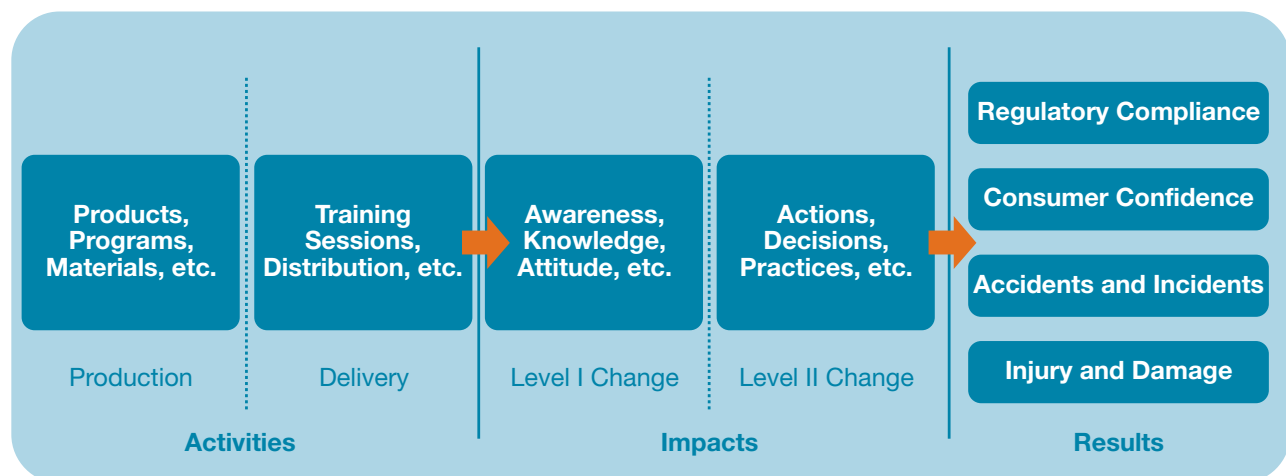 Products,
Programs,
Materials, etc.
Training
Sessions,
Distribution, etc.
Awareness,
Knowledge,
Attitude, etc.
Actions,
Decisions,
Practices, etc.
Regulatory Compliance
Consumer Confidence
Accidents and Incidents
Injury and Damage
Production
Delivery
Level I Change
Level II Change
Activities
Impacts
Results